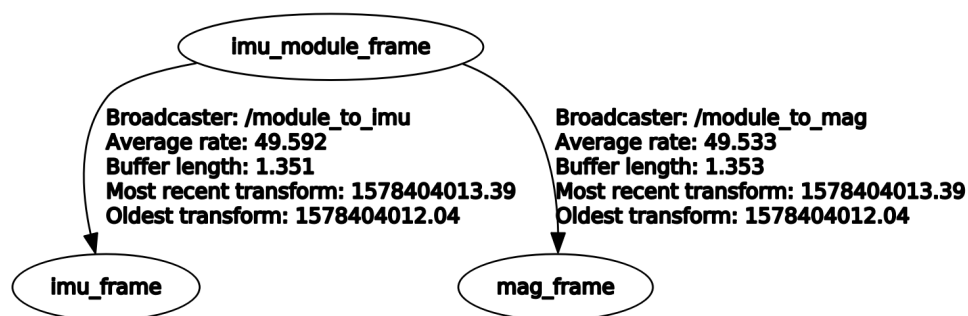 imu_module_frame
Broadcaster: /module_to_imu
Average rate: 49.592
Buffer length: 1.351
Most recent transform: 1578404013.39
Oldest transform: 1578404012.04
Broadcaster: /module_to_mag
Average rate: 49.533
Buffer length: 1.353
Most recent transform: 1578404013.39
Oldest transform: 1578404012.04
imu_frame
mag_frame